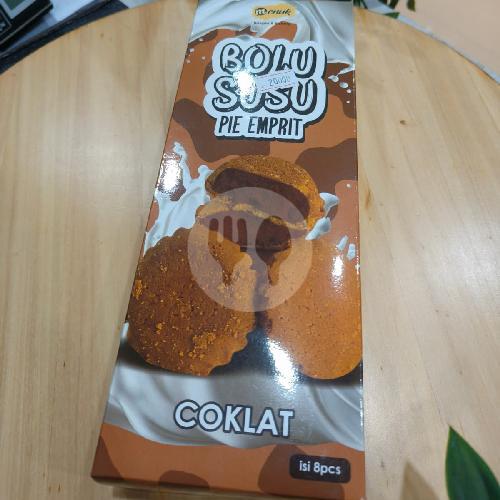 BOLU
SUSU
PIE EMPRIT
COKLAT
isi 8pcs